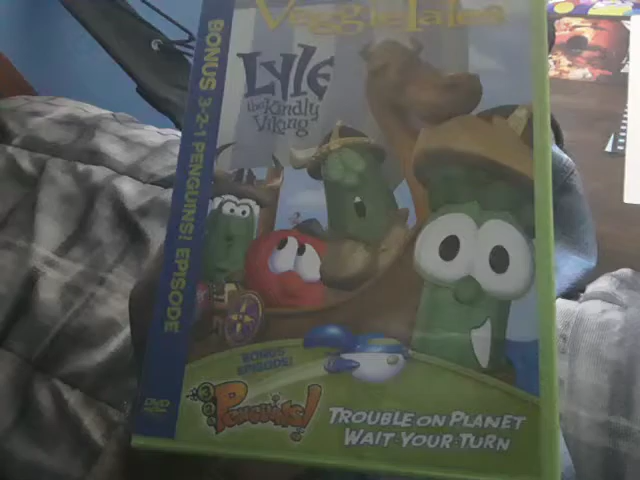 VeggieTales
LYLE
the Kindly
Viking
BONUS 3-2-1 PENGUINS! EPISODE
DVD
BONUS
EPISODE!
PENGUINS!
TROUBLE ON PLANET
WAIT-YOUR-TURN